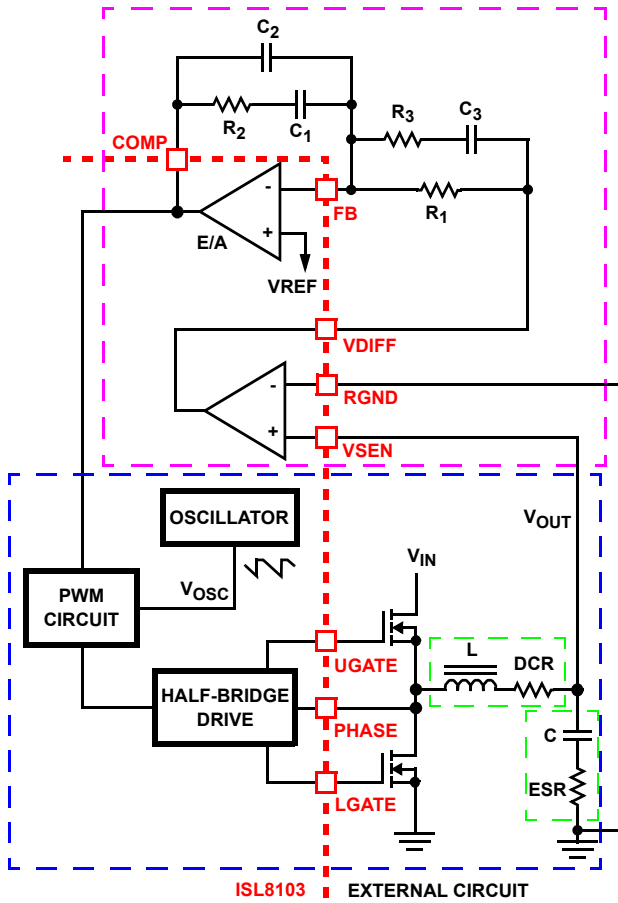 C2
R2
C1
R3
C3
COMP
R1
-
+
E/A
FB
VREF
VDIFF
-
RGND
+
VSEN
OSCILLATOR
VOUT
PWM
CIRCUIT
VOSC
VIN
UGATE
L
DCR
HALF-BRIDGE
DRIVE
PHASE
C
LGATE
ESR
ISL8103
EXTERNAL CIRCUIT